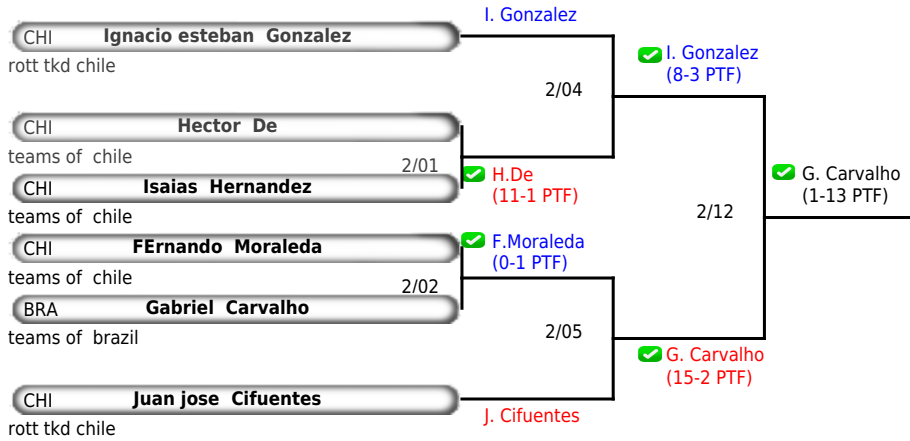 I. Gonzalez
CHI Ignacio esteban Gonzalez
rott tkd chile
I. Gonzalez
(8-3 PTF)
2/04
CHI Hector De
teams of chile
2/01
CHI Isaias Hernandez
teams of chile
H.De
(11-1 PTF)
G. Carvalho
(1-13 PTF)
2/12
CHI FErnando Moraleda
teams of chile
F.Moraleda
(0-1 PTF)
2/02
BRA Gabriel Carvalho
teams of brazil
2/05
G. Carvalho
(15-2 PTF)
CHI Juan jose Cifuentes
rott tkd chile
J. Cifuentes